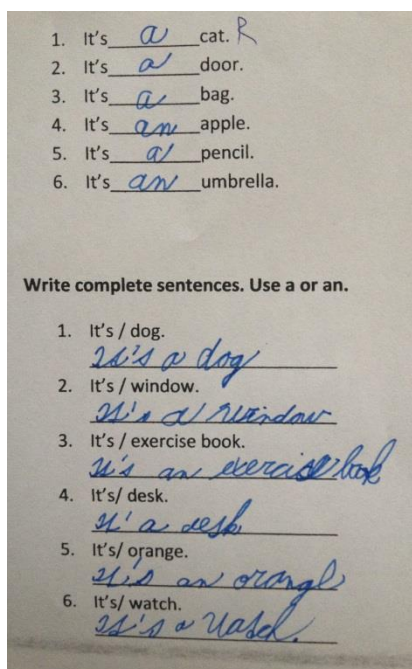 1. It's a cat. R
2. It's a door.
3. It's a bag.
4. It's an apple.
5. It's a pencil.
6. It's an umbrella.
Write complete sentences. Use a or an.
1. It's / dog.
It's a dog
2. It's / window.
It's a window
3. It's / exercise book.
It's an exercise book
4. It's/ desk.
It' a desk
5. It's/ orange.
It's an orange
6. It's/ watch.
It's a